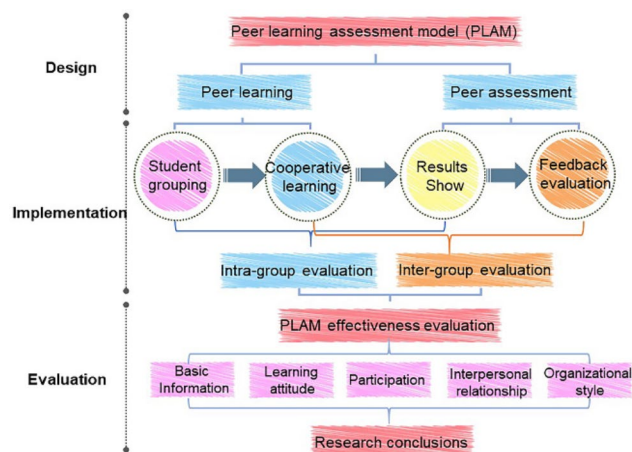 Peer learning assessment model (PLAM)
Design
Peer learning
Peer assessment
Student
grouping
Cooperative
learning
Results
Show
Feedback
evaluation
Implementation
Intra-group evaluation
Inter-group evaluation
PLAM effectiveness evaluation
Evaluation
Basic
Information
Learning
attitude
Participation
Interpersonal
relationship
Organizational
style
Research conclusions